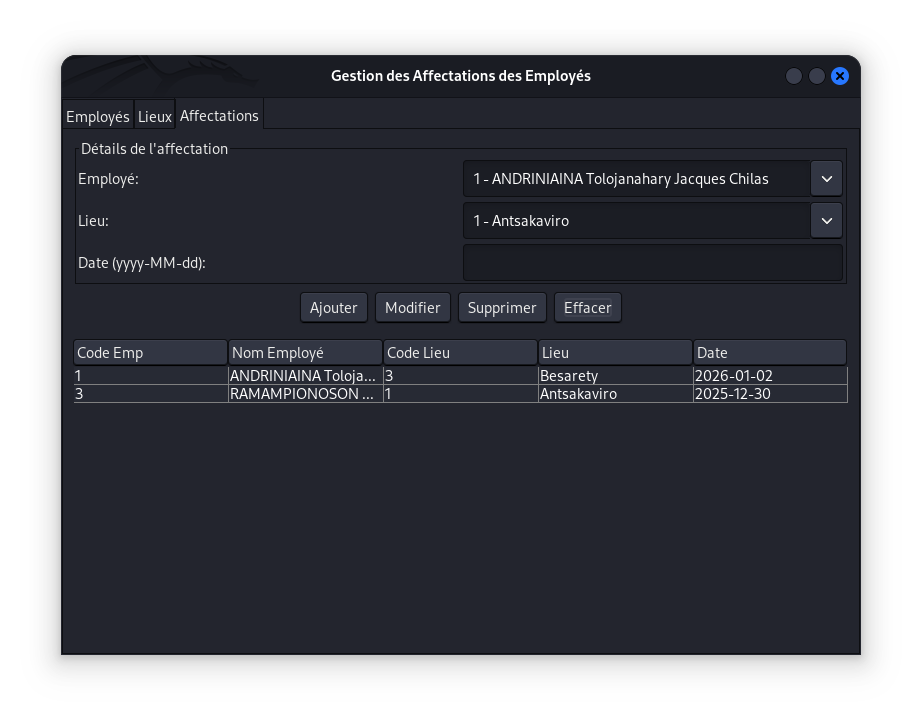 Gestion des Affectations des Employés
Employés Lieux Affectations
Détails de l'affectation
Employé: 1 - ANDRINIAINA Tolojanahary Jacques Chilas
Lieu: 1 - Antsakaviro
Date (yyyy-MM-dd):
Ajouter Modifier Supprimer Effacer
Code Emp Nom Employé Code Lieu Lieu Date
1 ANDRINIAINA Toloja... 3 Besarety 2026-01-02
3 RAMAMPIONOSON ... 1 Antsakaviro 2025-12-30